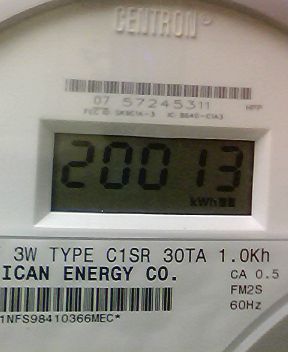 CENTRON®
07 57245311
20013
kWh
3W TYPE C1SR 30TA 1.0Kh
ICAN ENERGY CO.
CA 0.5
FM2S
60Hz
1NFS98410366MEC*